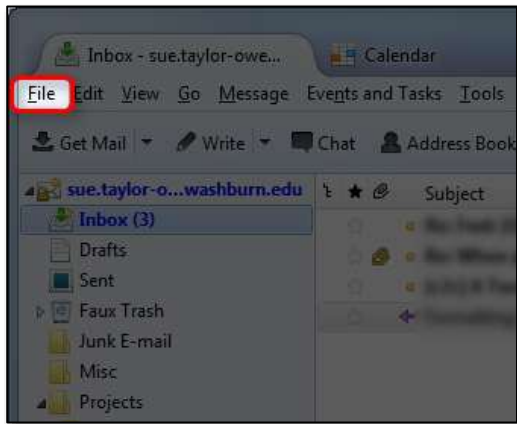 Inbox - sue.taylor-owe... Calendar
File Edit View Go Message Events and Tasks Tools
Get Mail Write Chat Address Book
sue.taylor-o...washburn.edu Subject
Inbox (3)
Drafts
Sent
Faux Trash
Junk E-mail
Misc
Projects